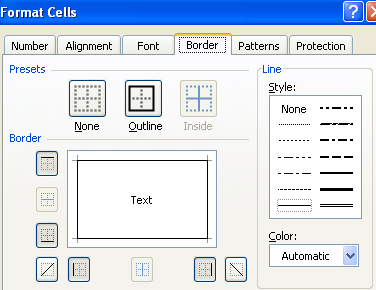 Format Cells
Number Alignment Font Border Patterns Protection
Presets
None Outline Inside
Border
Text
Line
Style:
None
Color:
Automatic